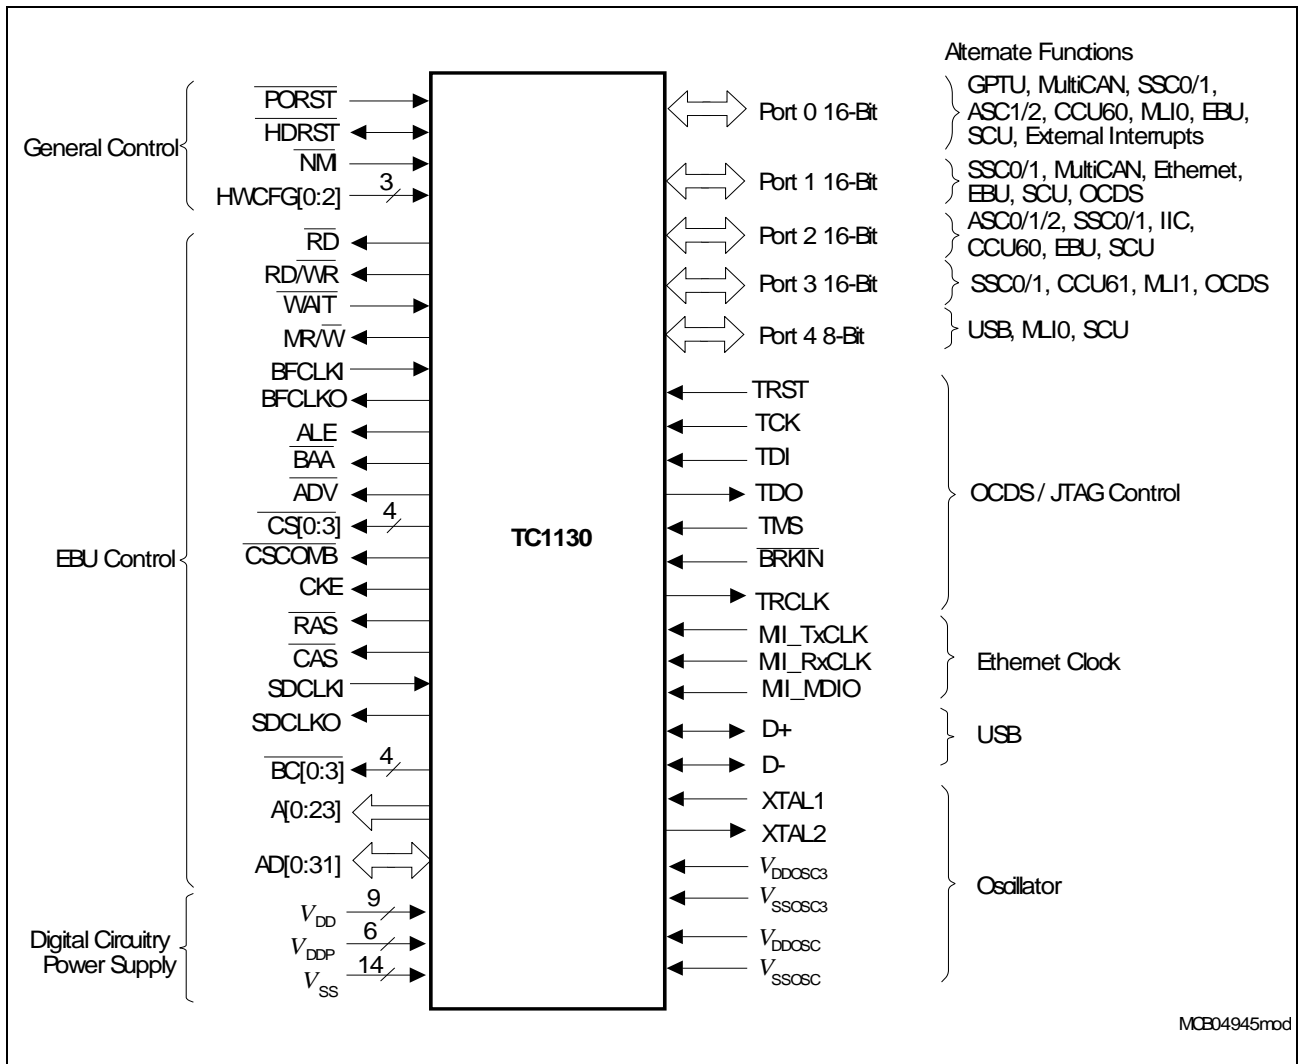 Alternate Functions
General Control
PORST
HDRST
NMI
HWCFG[0:2]
3
EBU Control
RD
RD/WR
WAIT
MR/W
BFCLKI
BFCLKO
ALE
BAA
ADV
CS[0:3]
4
CSCOMB
CKE
RAS
CAS
SDCLKI
SDCLKO
BC[0:3]
4
A[0:23]
AD[0:31]
Digital Circuitry
Power Supply
VDD
9
VDDP
6
VSS
14
TC1130
Port 0 16-Bit
GPTU, MultiCAN, SSC0/1,
ASC1/2, CCU60, MLI0, EBU,
SCU, External Interrupts
Port 1 16-Bit
SSC0/1, MultiCAN, Ethernet,
EBU, SCU, OCDS
Port 2 16-Bit
ASC0/1/2, SSC0/1, IIC,
CCU60, EBU, SCU
Port 3 16-Bit
SSC0/1, CCU61, MLI1, OCDS
Port 4 8-Bit
USB, MLI0, SCU
TRST
TCK
TDI
TDO
TMS
BRKIN
TRCLK
OCDS / JTAG Control
MII_TxCLK
MII_RxCLK
MII_MDIO
Ethernet Clock
D+
D-
USB
XTAL1
XTAL2
VDDOSC3
VSSOSC3
VDDOSC
VSSOSC
Oscillator
MCB04945mod